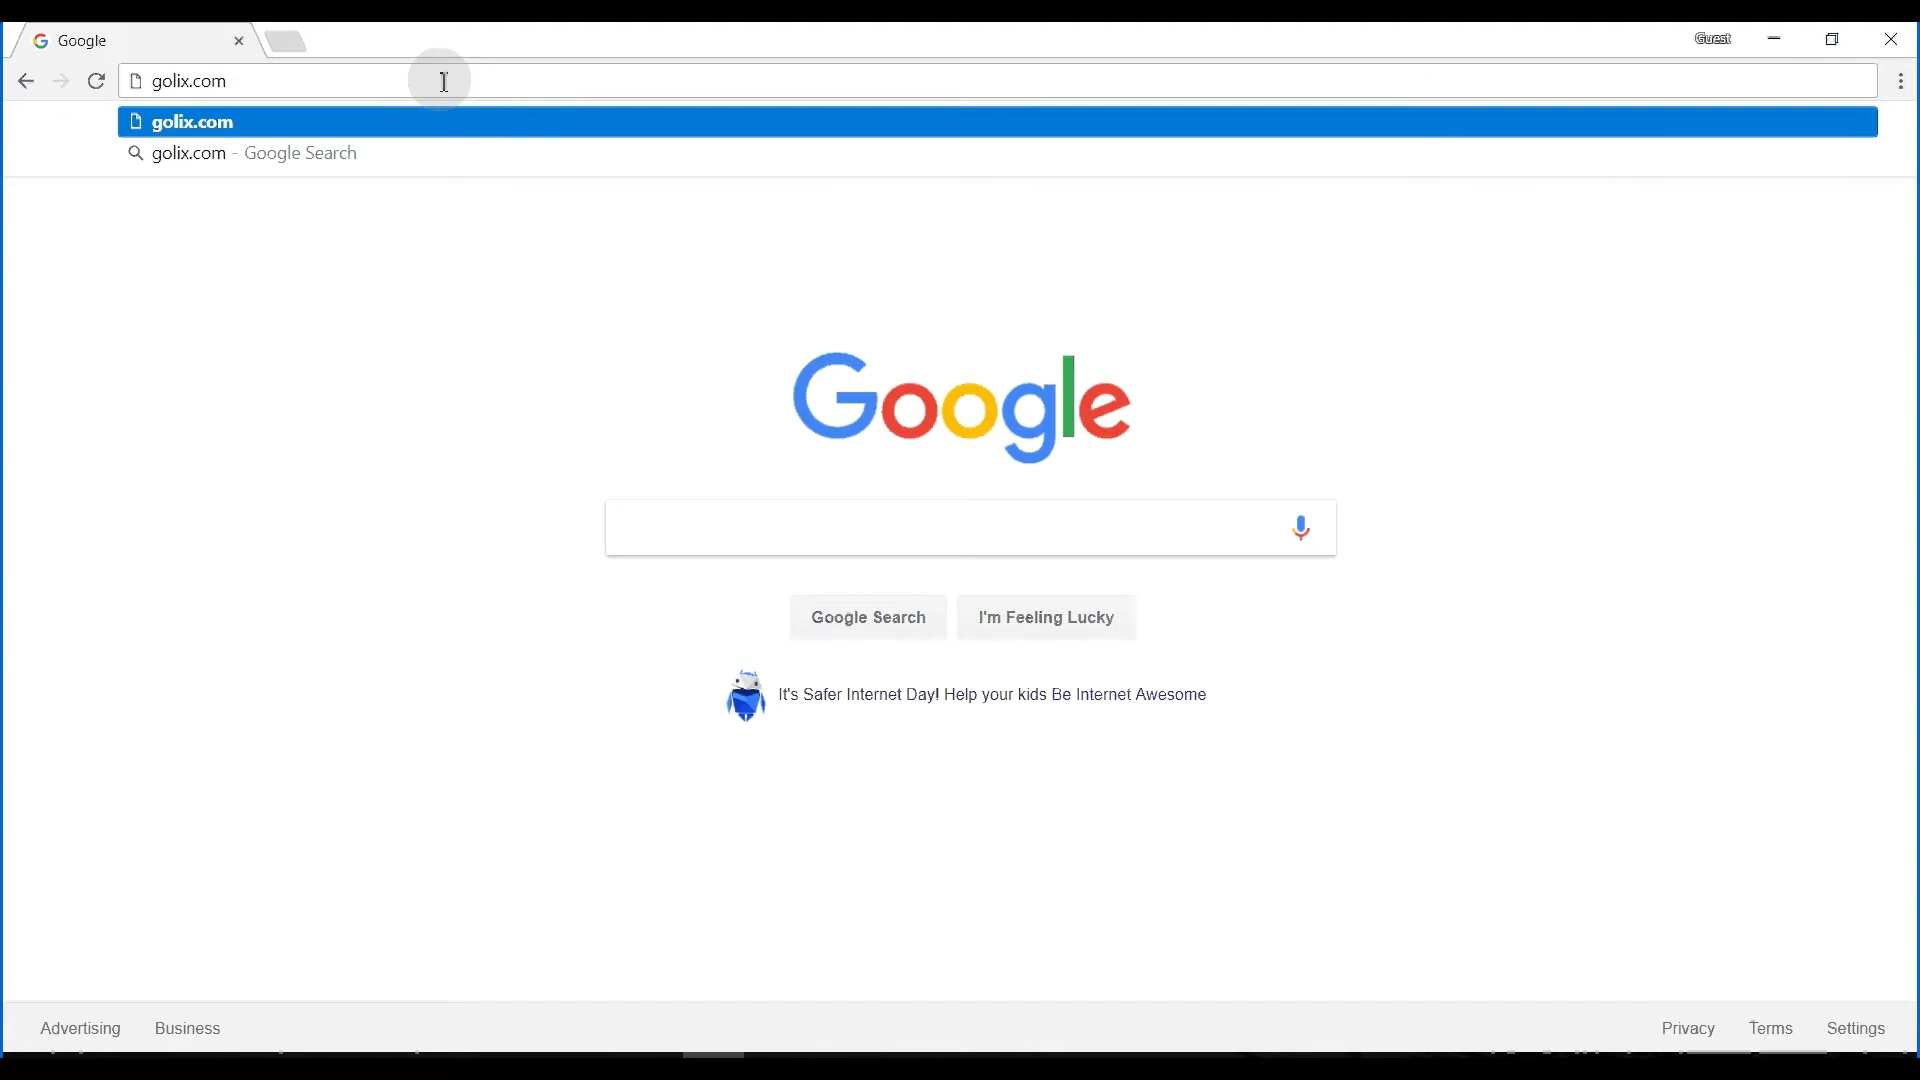 Google
Guest
golix.com
golix.com
golix.com - Google Search
Google
Google Search
I'm Feeling Lucky
It's Safer Internet Day! Help your kids Be Internet Awesome
Advertising
Business
Privacy
Terms
Settings